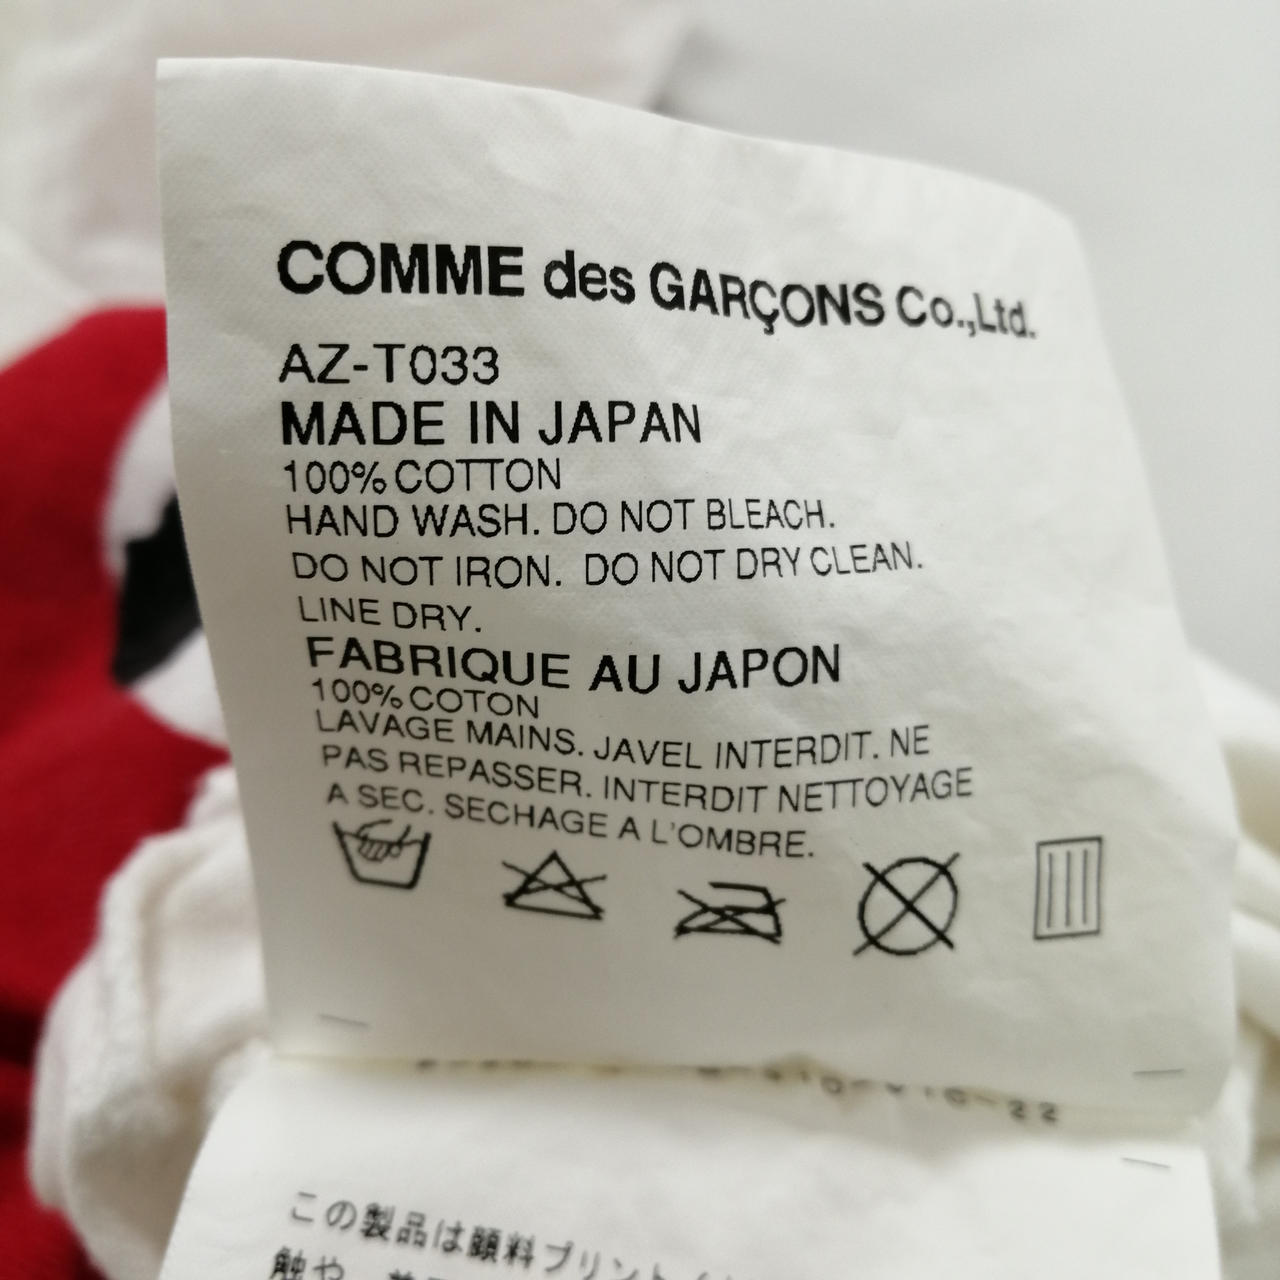 COMME des GARÇONS Co.,Ltd.
AZ-T033
MADE IN JAPAN
100% COTTON
HAND WASH. DO NOT BLEACH.
DO NOT IRON. DO NOT DRY CLEAN.
LINE DRY.
FABRIQUE AU JAPON
100% COTON
LAVAGE MAINS. JAVEL INTERDIT. NE
PAS REPASSER. INTERDIT NETTOYAGE
A SEC. SECHAGE A L'OMBRE.
この製品は顔料プリント
触や